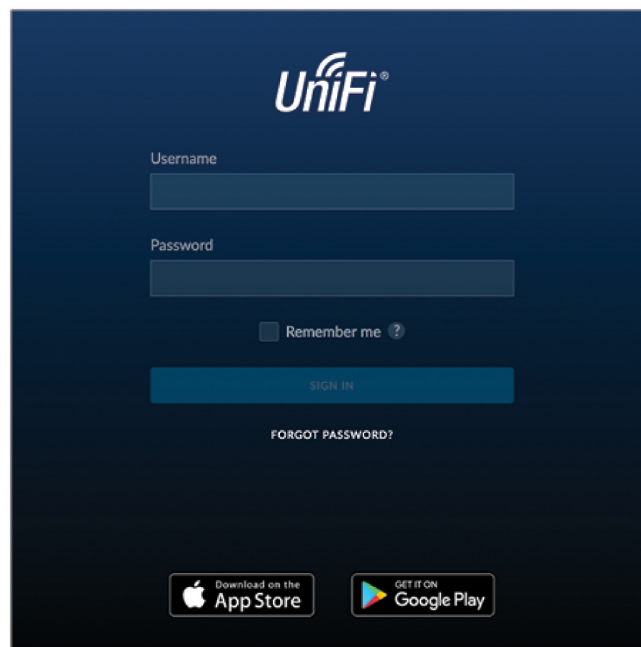 UniFi®
Username
Password
Remember me ?
SIGN IN
FORGOT PASSWORD?
Download on the
App Store
GET IT ON
Google Play